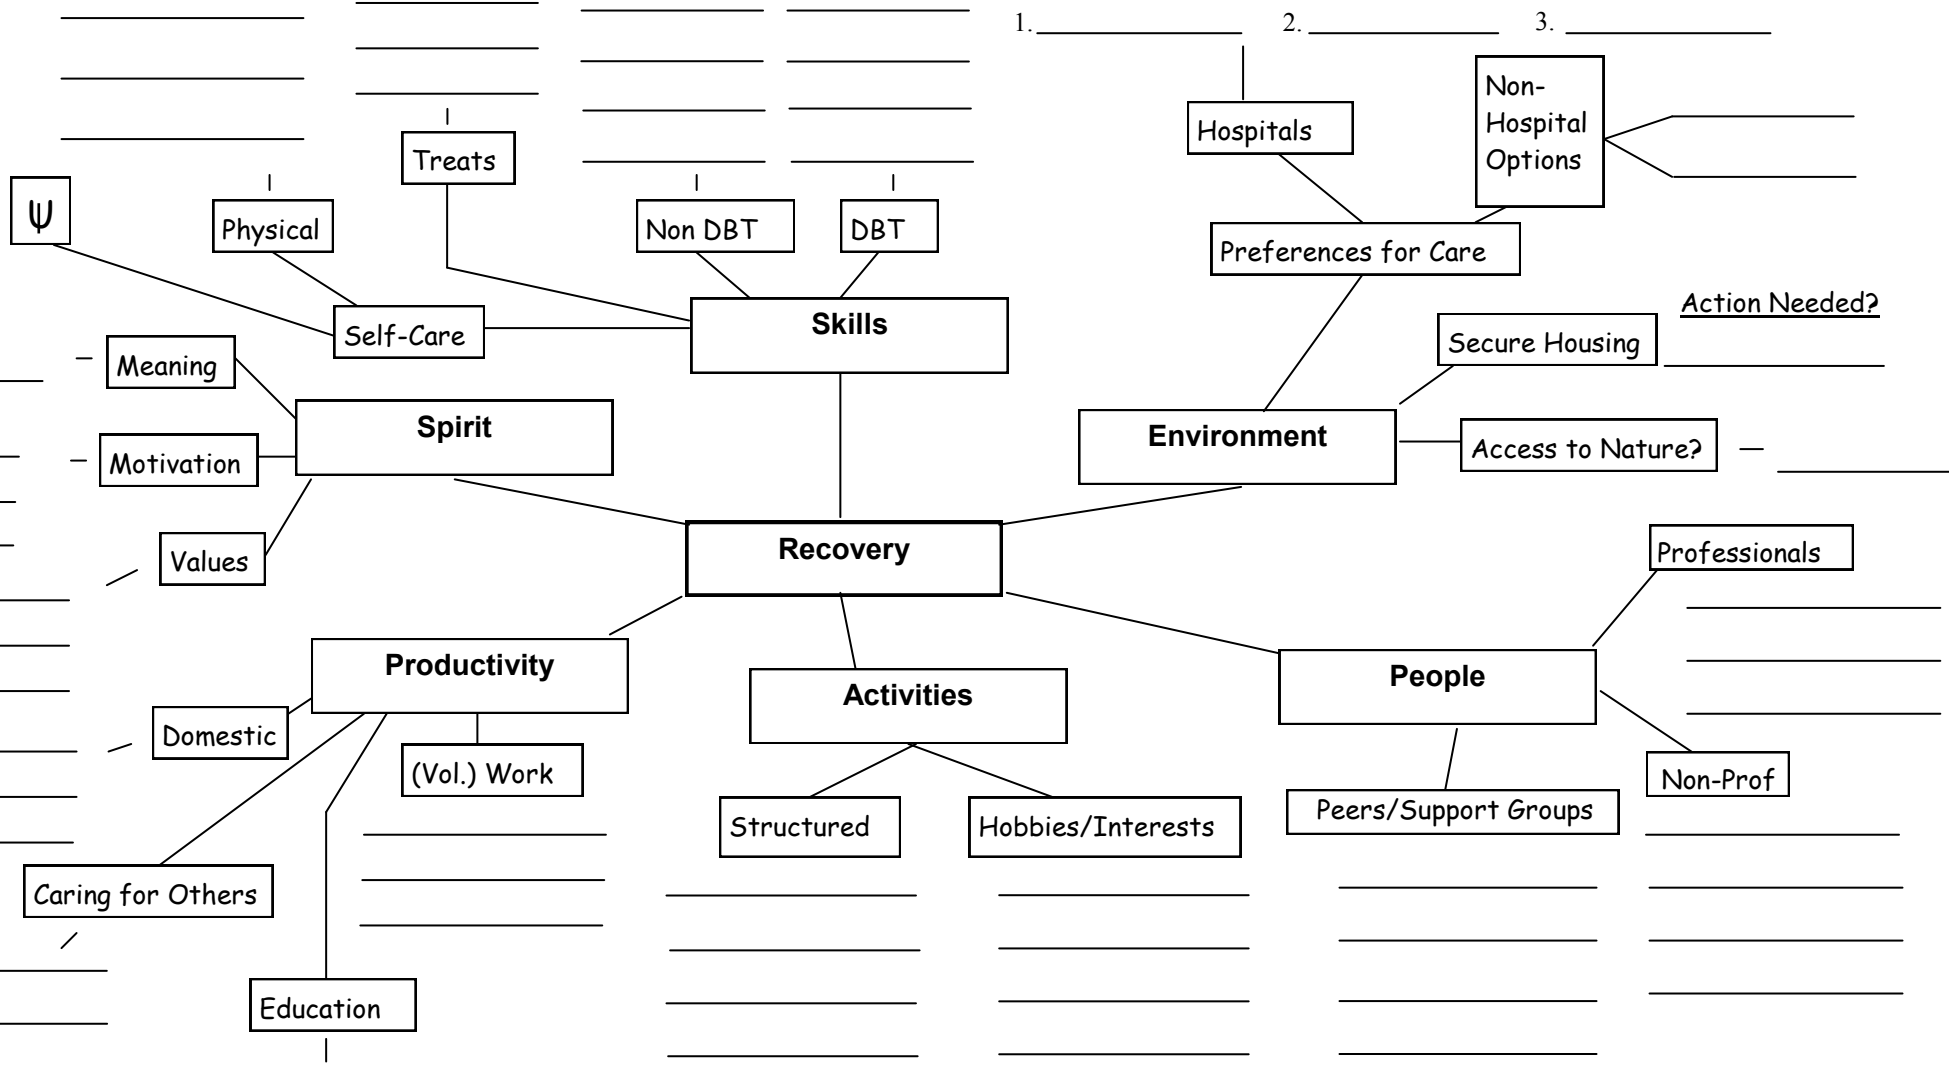 1. 2. 3.
Non-
Hospital
Options
Hospitals
Treats
ψ
Physical
Non DBT
DBT
Preferences for Care
Action Needed?
Skills
Self-Care
Secure Housing
Meaning
Spirit
Environment
Access to Nature?
Motivation
Values
Recovery
Professionals
Productivity
People
Activities
Domestic
(Vol.) Work
Non-Prof
Structured
Hobbies/Interests
Peers/Support Groups
Caring for Others
Education